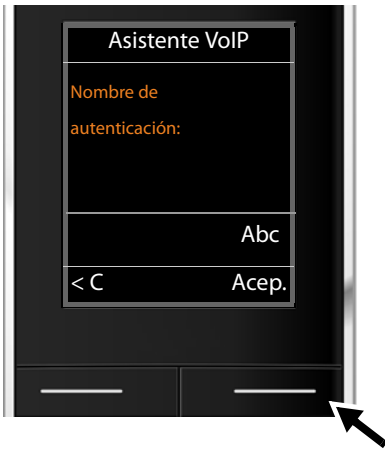 Asistente VoIP
Nombre de
autenticación:
Abc
< C Acep.